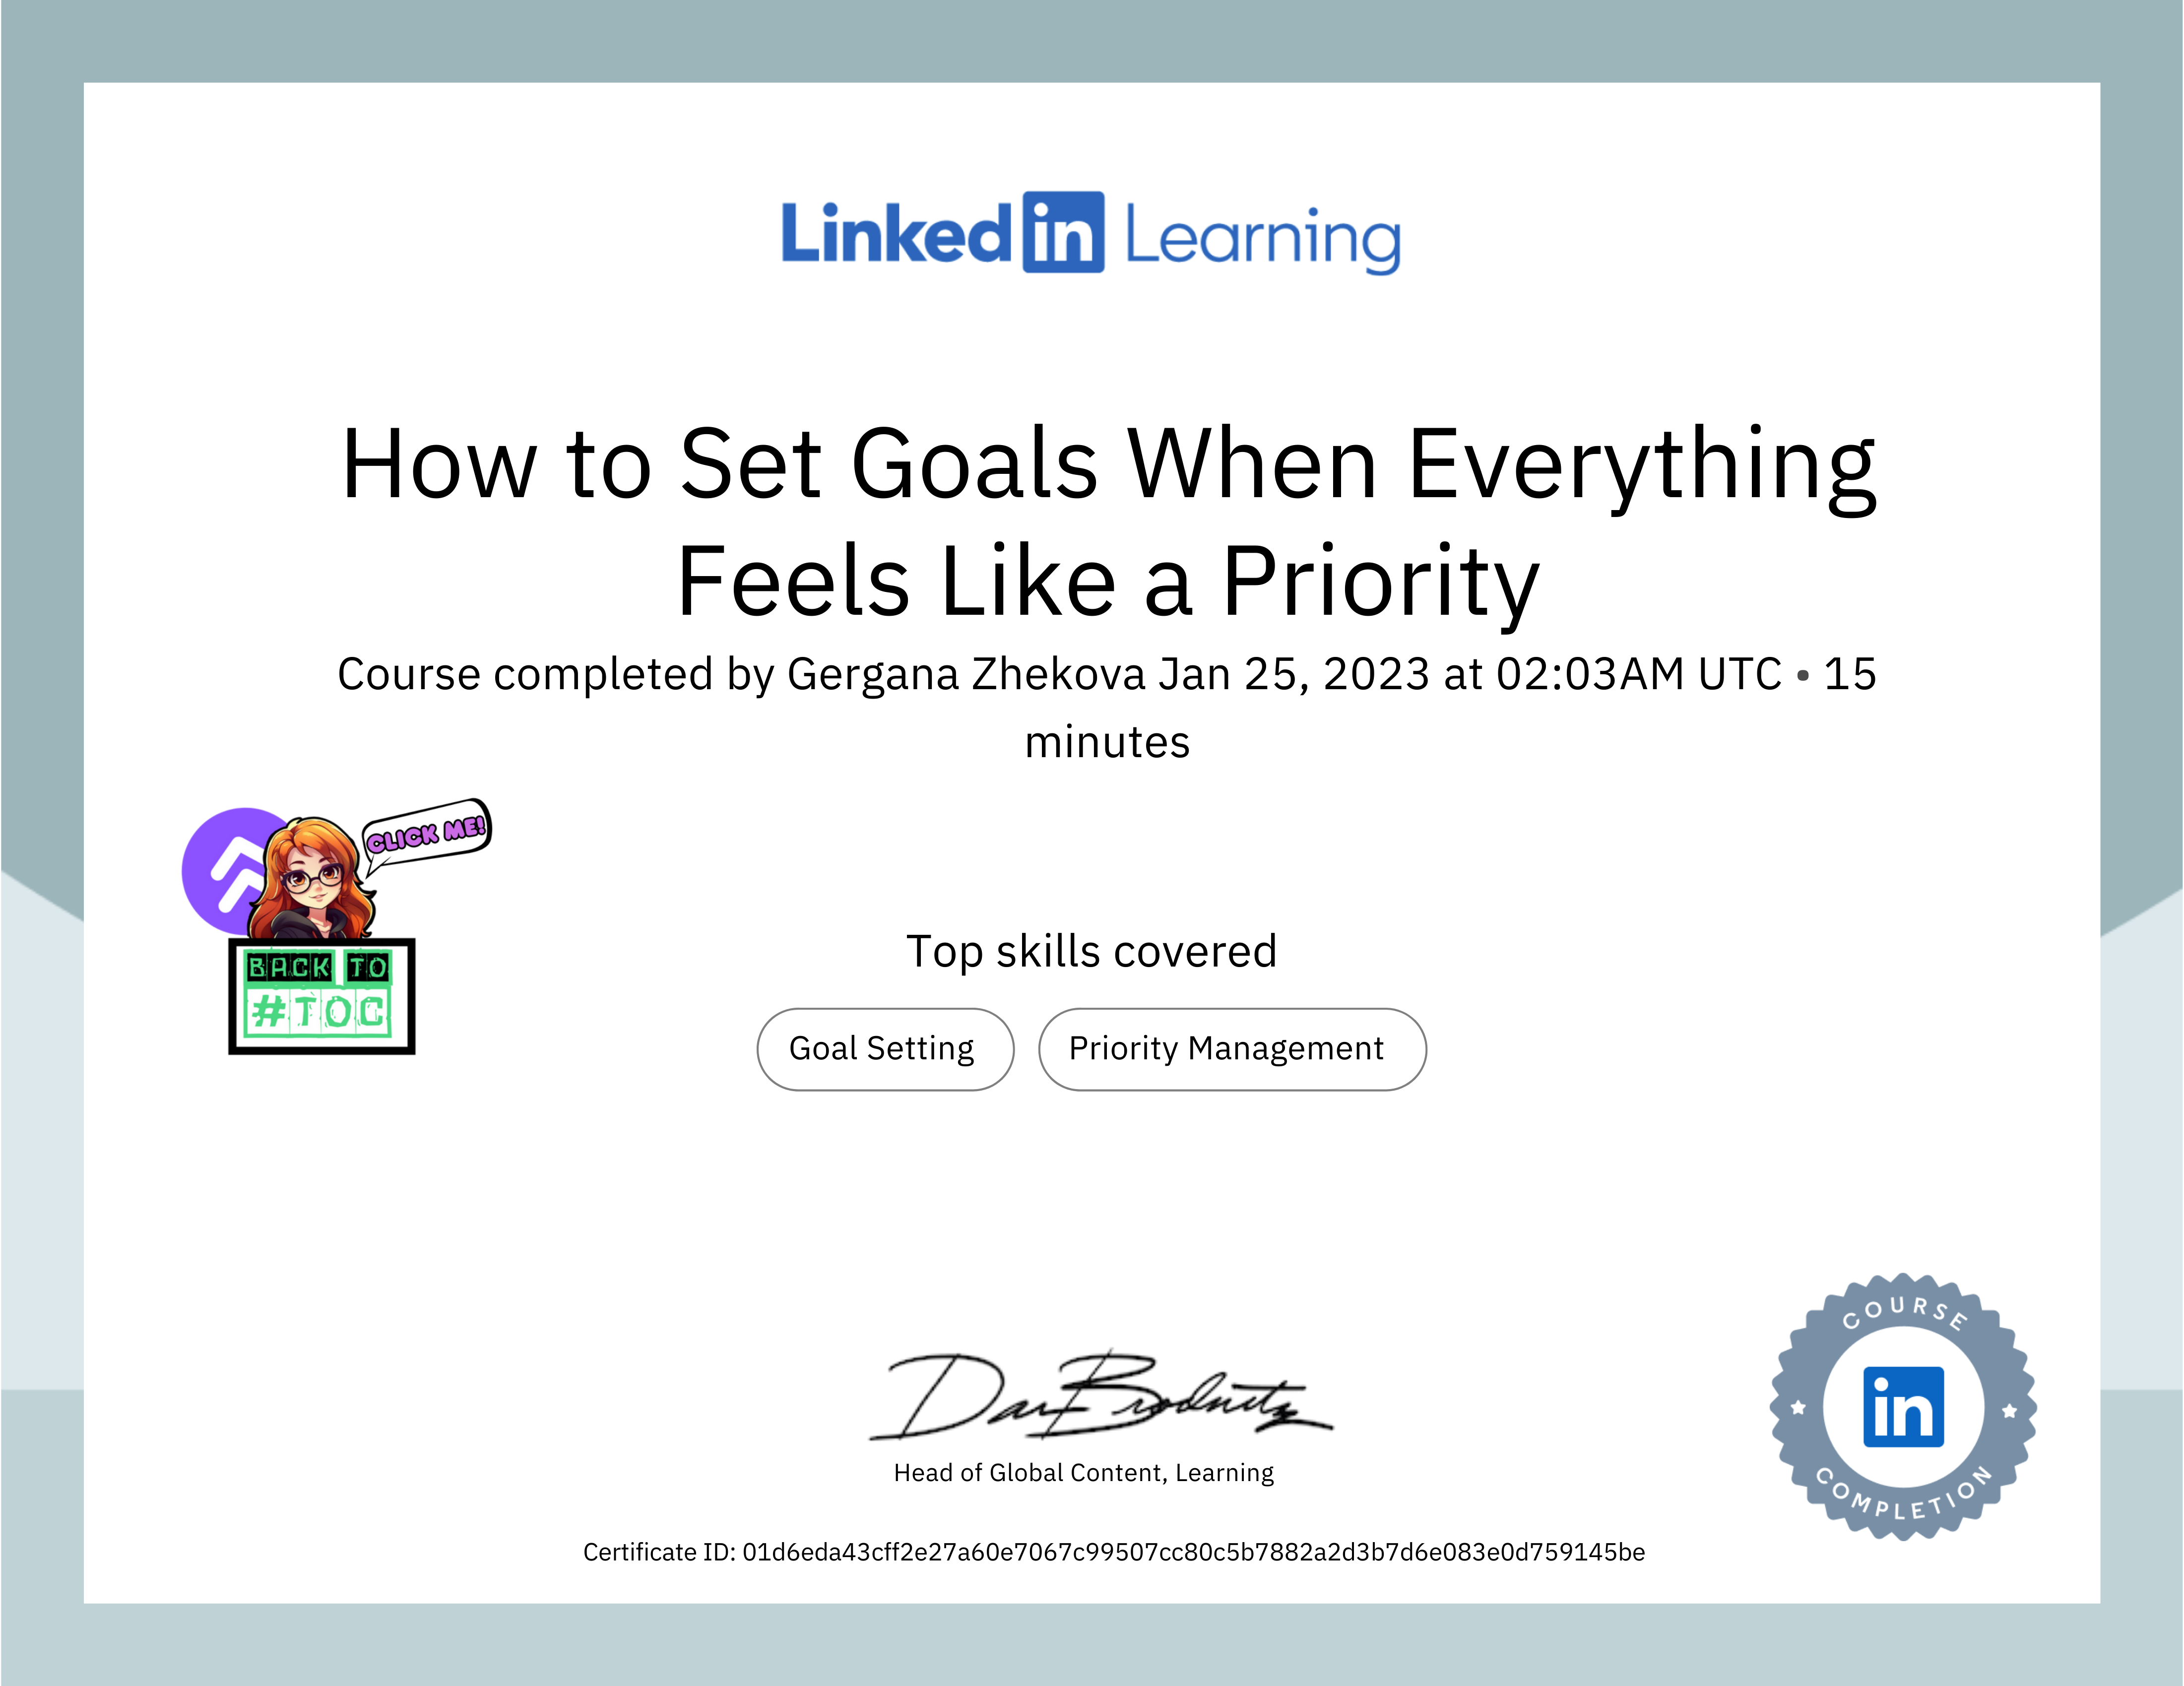 Linked in Learning
How to Set Goals When Everything
Feels Like a Priority
Course completed by Gergana Zhekova Jan 25, 2023 at 02:03AM UTC • 15
minutes
CLICK ME!
BACK TO
#TOC
Top skills covered
Goal Setting
Priority Management
Dan Brodnitz
Head of Global Content, Learning
Certificate ID: 01d6eda43cff2e27a60e7067c99507cc80c5b7882a2d3b7d6e083e0d759145be
COURSE
in
COMPLETION